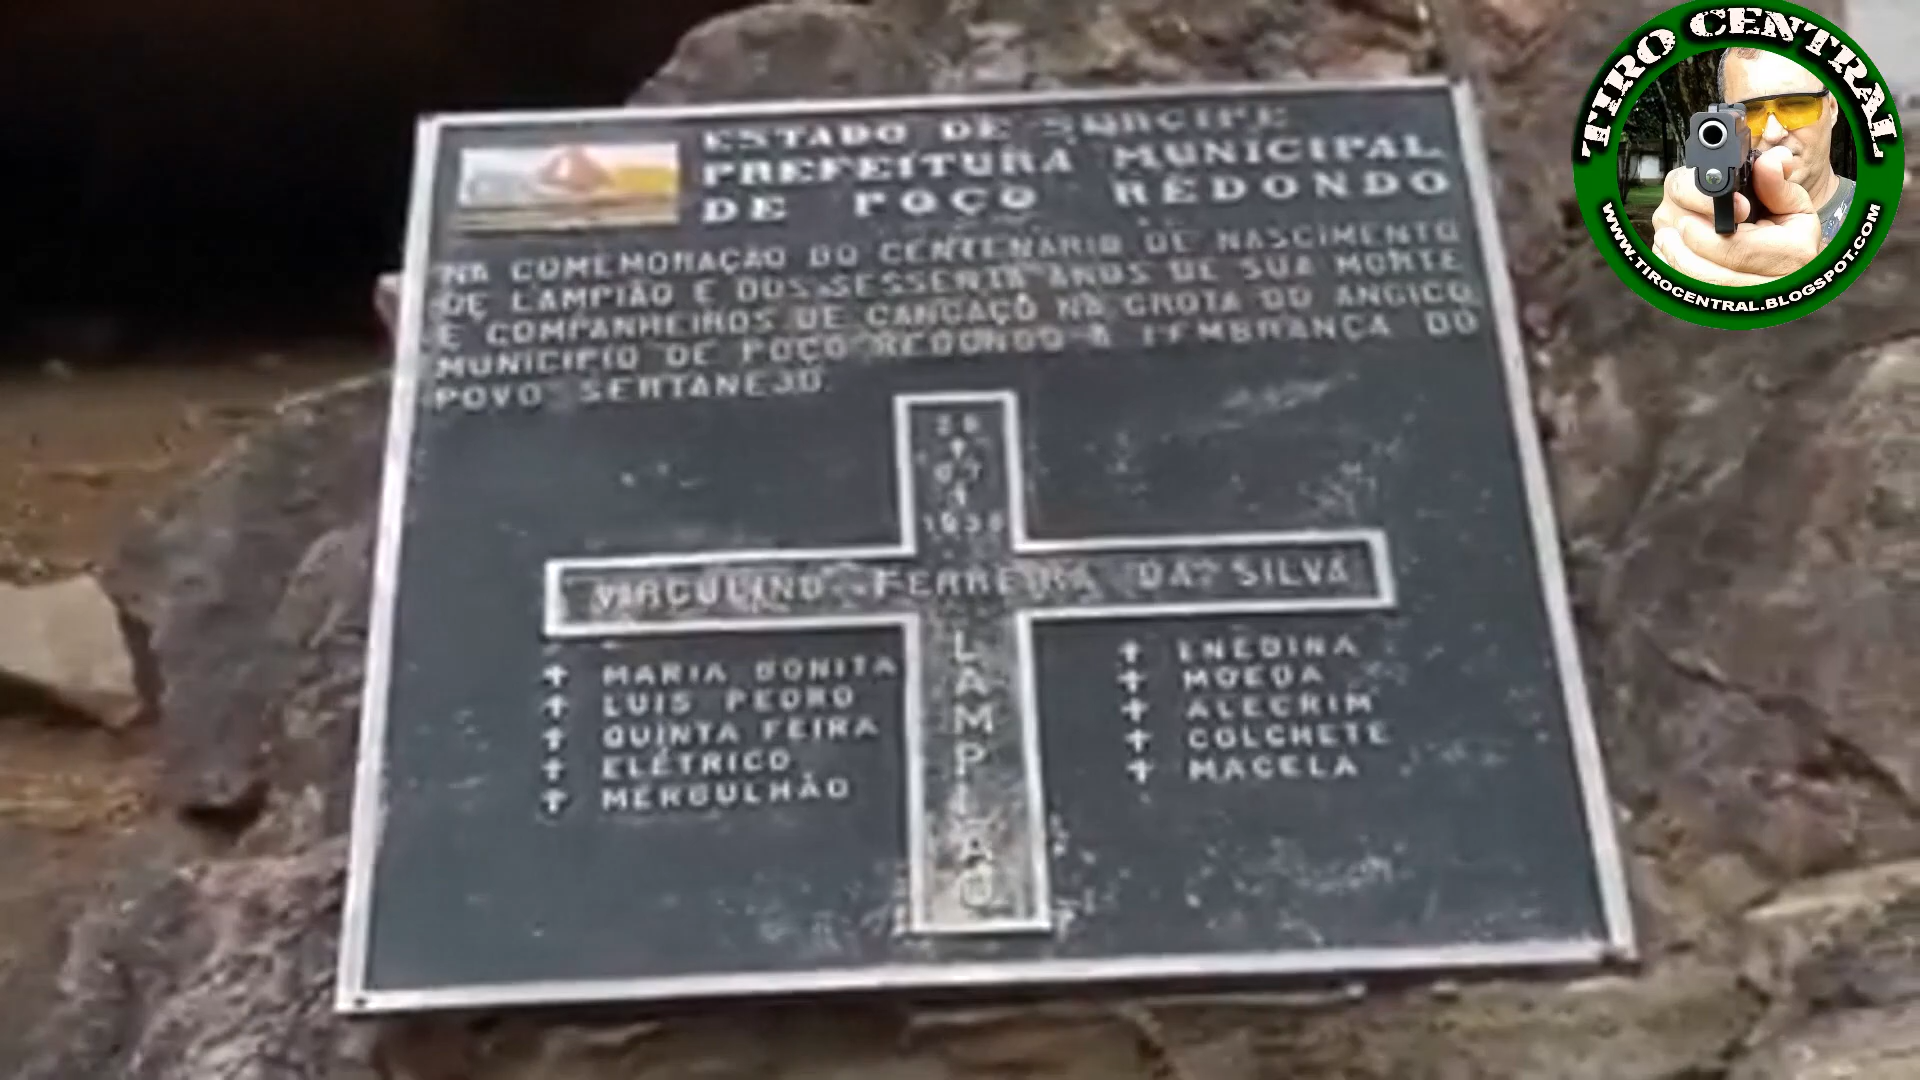 ESTADO DE SERGIPE
PREFEITURA MUNICIPAL
DE POÇO REDONDO
NA COMEMORAÇÃO DO CENTENÁRIO DE NASCIMENTO
DE LAMPIÃO E DOS SESSENTA ANOS DE SUA MORTE
E COMPANHEIROS DE CANGAÇO NA GROTA DO ANGICO,
MUNICÍPIO DE POÇO REDONDO A LEMBRANÇA DO
POVO SERTANEJO.
28
07
1938
VIRGULINO FERREIRA DA SILVA
LAMPIÃO
MARIA BONITA
LUIS PEDRO
QUINTA FEIRA
ELÉTRICO
MERGULHÃO
ENEDINA
MOEDA
ALECRIM
COLCHETE
MACELA
TIRO CENTRAL
WWW.TIROCENTRAL.BLOGSPOT.COM